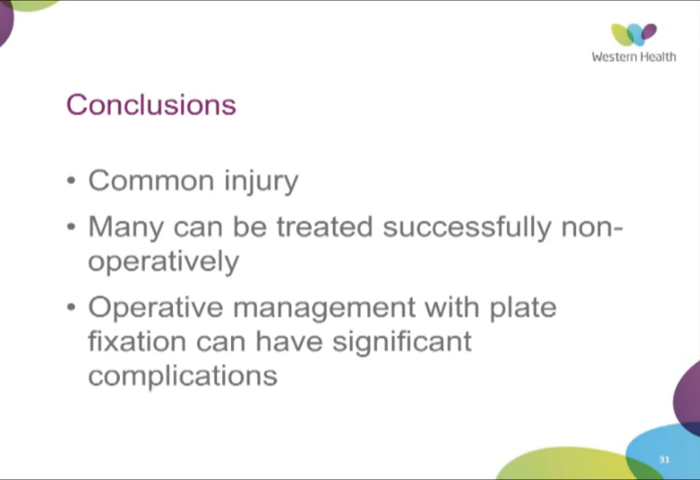 Western Health
Conclusions
• Common injury
• Many can be treated successfully non-
operatively
• Operative management with plate
fixation can have significant
complications
31